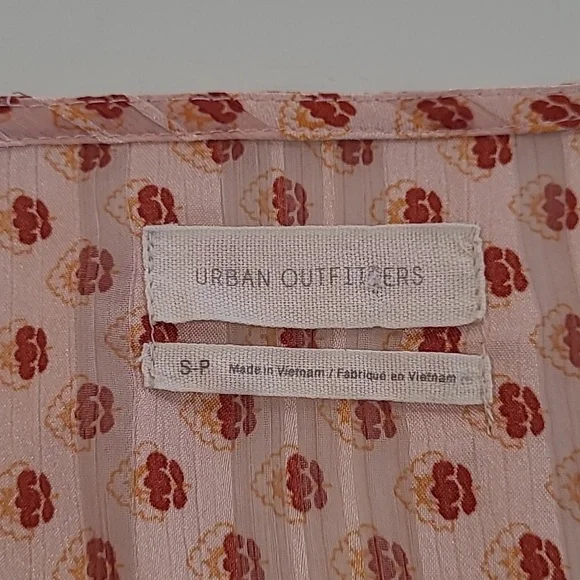 URBAN OUTFITTERS
S-P Made in Vietnam / Fabriqué en Vietnam